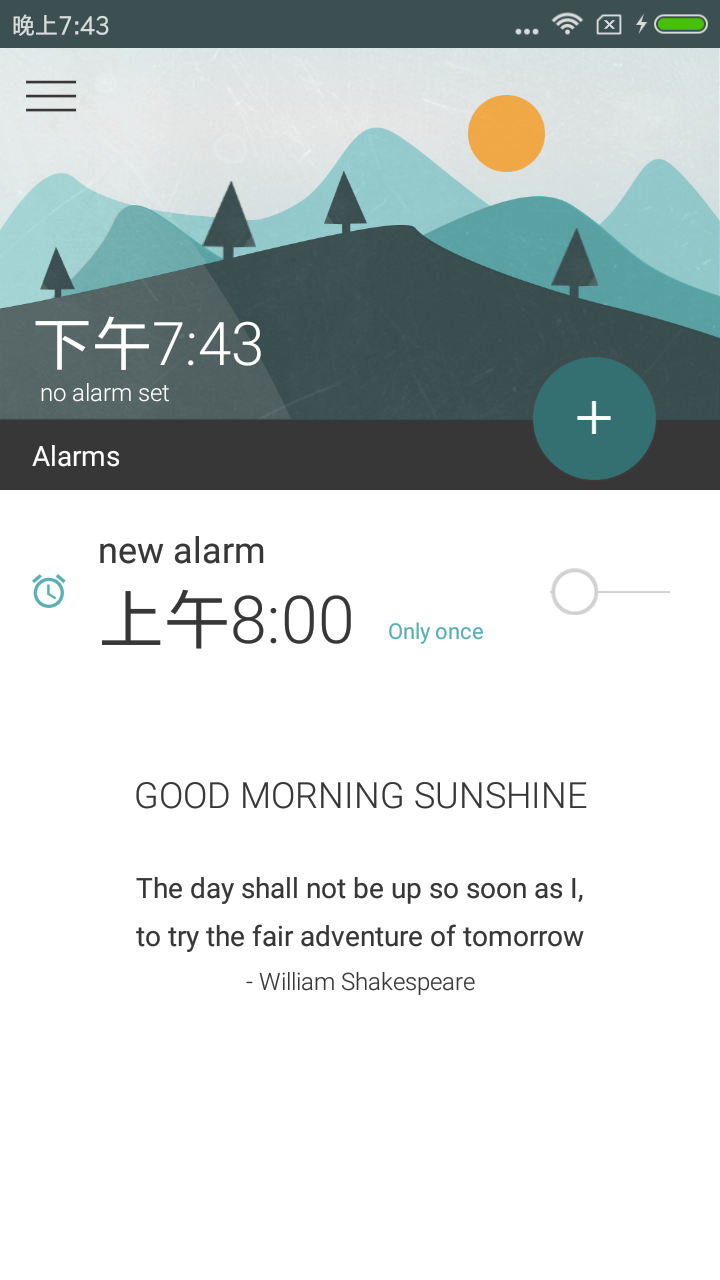 晚上7:43
下午7:43
no alarm set
Alarms
new alarm
上午8:00
Only once
GOOD MORNING SUNSHINE
The day shall not be up so soon as I,
to try the fair adventure of tomorrow
- William Shakespeare